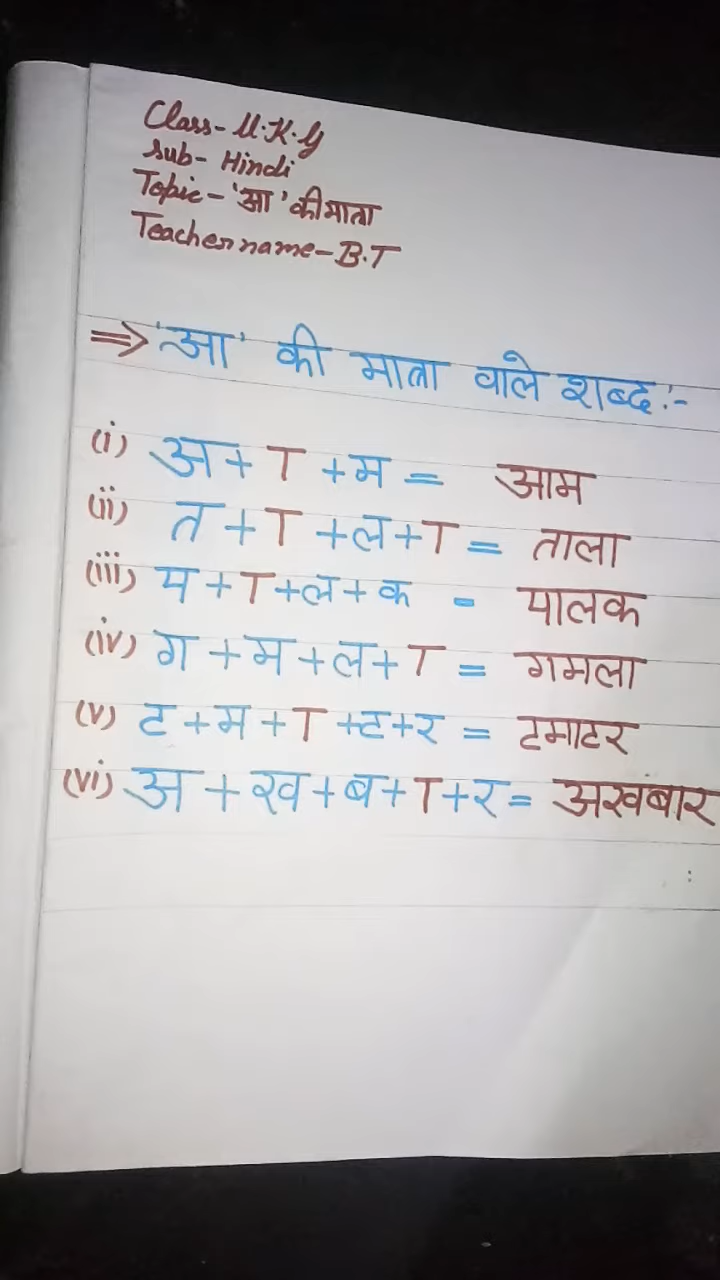 Class- U.K.G
Sub- Hindi
Topic- 'आ' की मात्रा
Teacher name- B.T
⇒ 'आ' की मात्रा वाले शब्द :-
(i) अ + ा + म = आम
(ii) त + ा + ल + ा = ताला
(iii) प + ा + ल + क - पालक
(iv) ग + म + ल + ा = गमला
(v) ट + म + ा + ट + र = टमाटर
(vi) अ + ख + ब + ा + र = अखबार